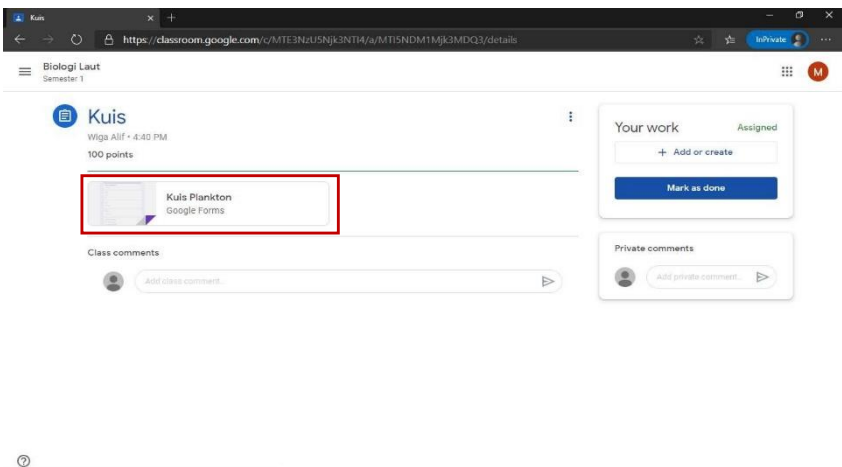 Kuis
https://classroom.google.com/c/MTE3NzU5Njk3NTI4/a/MTI5NDM1Mjk3MDQ3/details
InPrivate
Biologi Laut
Semester 1
M
Kuis
Wiga Alif • 4:40 PM
100 points
Kuis Plankton
Google Forms
Class comments
Add class comment...
Your work
Assigned
+ Add or create
Mark as done
Private comments
Add private comment...